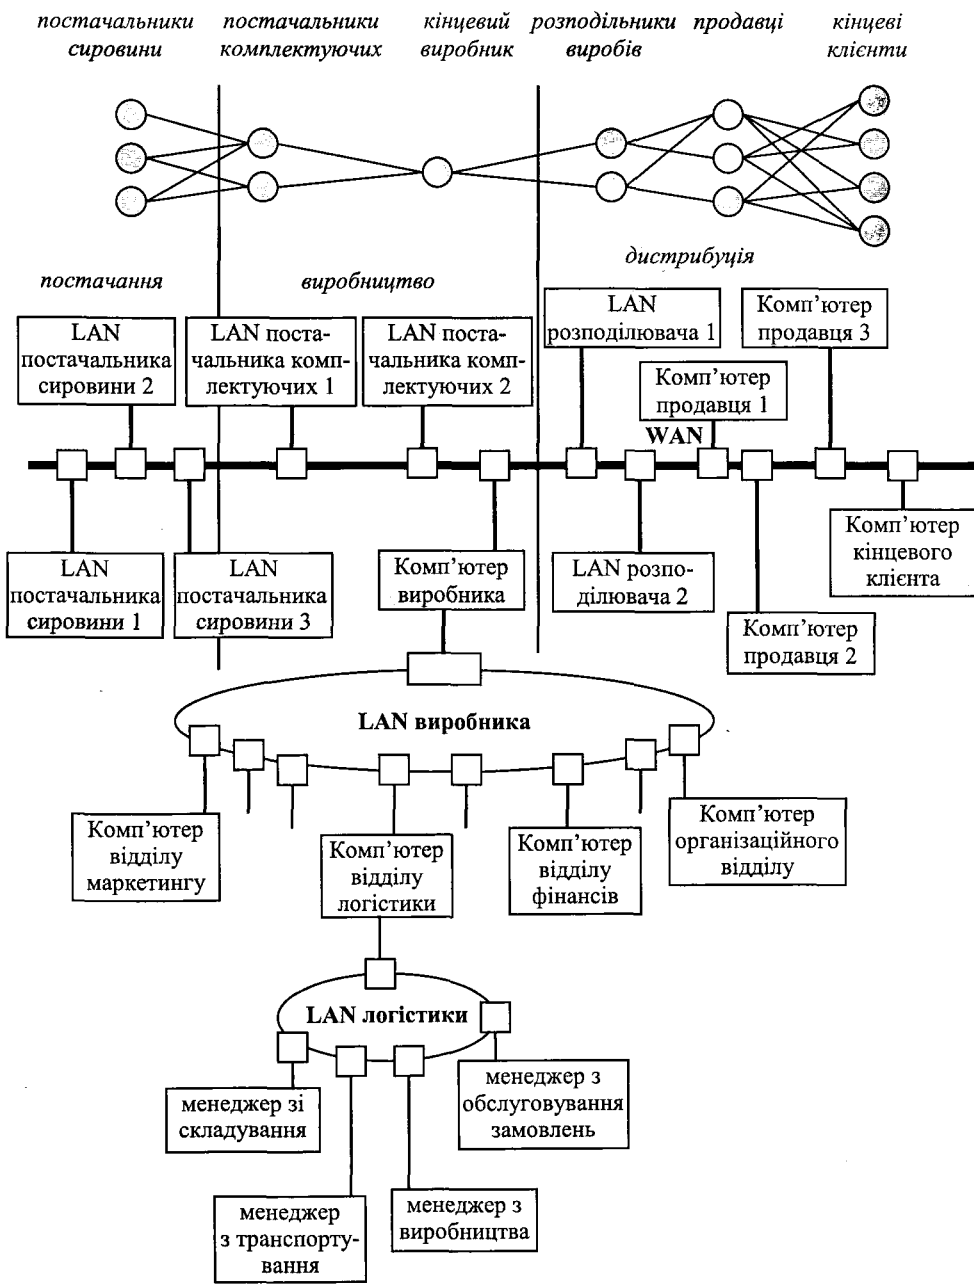 постачальники
сировини
постачальники
комплектуючих
кінцевий
виробник
розподільники
виробів
продавці
кінцеві
клієнти
постачання
виробництво
дистрибуція
LAN
постачальника
сировини 2
LAN поста-
чальника комп-
лектуючих 1
LAN поста-
чальника комп-
лектуючих 2
LAN
розподілювача 1
Комп’ютер
продавця 3
Комп’ютер
продавця 1
WAN
LAN
постачальника
сировини 1
LAN
постачальника
сировини 3
Комп’ютер
виробника
LAN розпо-
ділювача 2
Комп’ютер
кінцевого
клієнта
Комп’ютер
продавця 2
LAN виробника
Комп’ютер
відділу
маркетингу
Комп’ютер
відділу
логістики
Комп’ютер
відділу
фінансів
Комп’ютер
організаційного
відділу
LAN логістики
менеджер зі
складування
менеджер з
обслуговування
замовлень
менеджер
з транспорту-
вання
менеджер з
виробництва